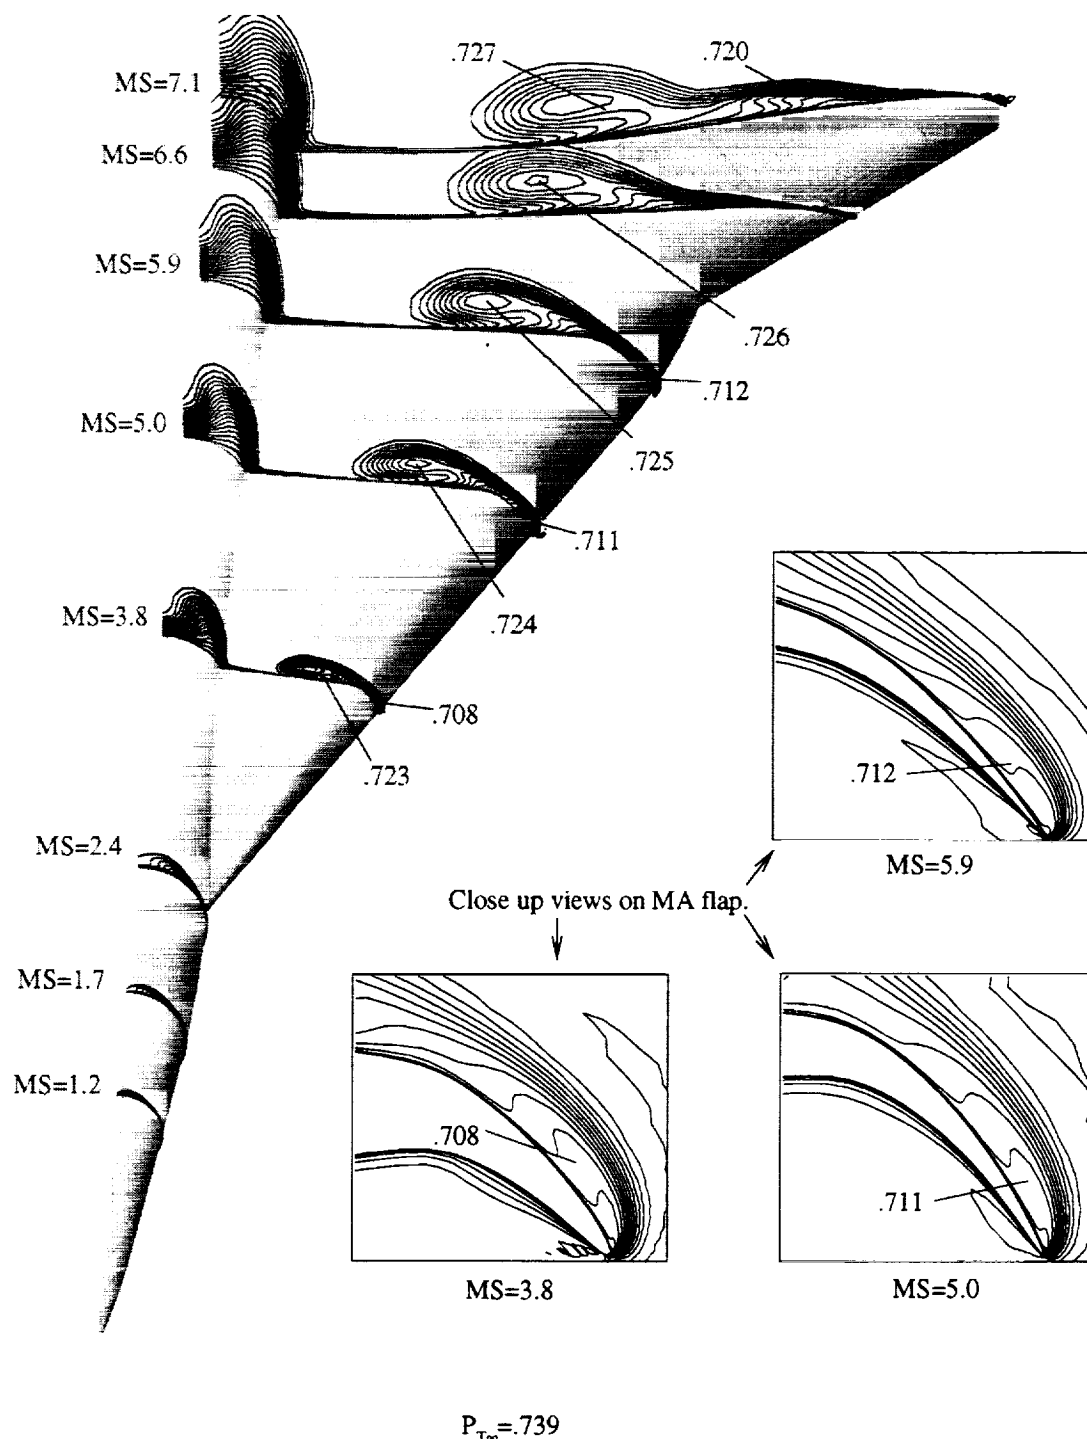 .727
.720
MS=7.1
MS=6.6
MS=5.9
.726
.712
MS=5.0
.725
.711
MS=3.8
.724
.708
.723
.712
MS=2.4
MS=5.9
Close up views on MA flap.
MS=1.7
MS=1.2
.708
.711
MS=3.8
MS=5.0
P_T∞=.739